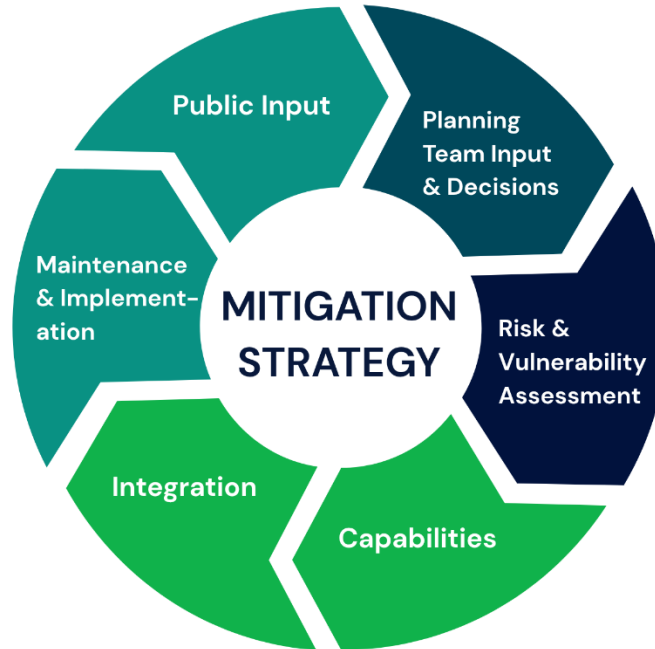 Public Input
Planning
Team Input
& Decisions
Risk &
Vulnerability
Assessment
Capabilities
Integration
Maintenance
& Implement-
ation
MITIGATION
STRATEGY